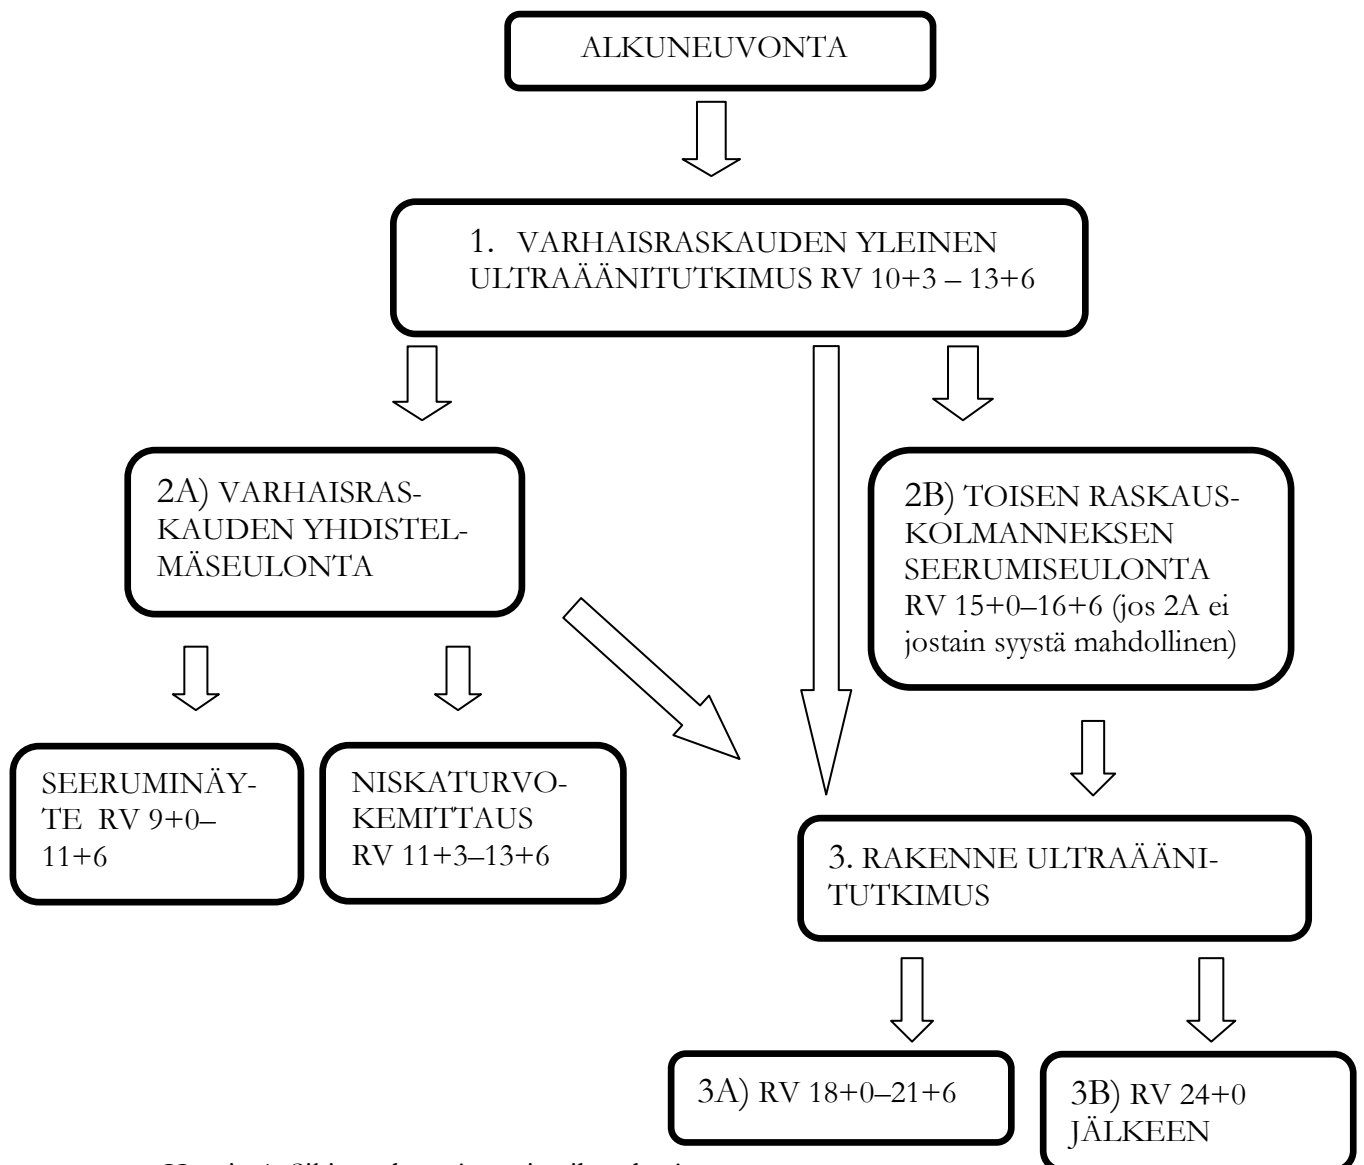 ALKUNEUVONTA
1. VARHAISRASKAUDEN YLEINEN
ULTRAÄÄNITUTKIMUS RV 10+3 – 13+6
2A) VARHAISRAS-
KAUDEN YHDISTEL-
MÄSEULONTA
2B) TOISEN RASKAUS-
KOLMANNEKSEN
SEERUMISEULONTA
RV 15+0–16+6 (jos 2A ei
jostain syystä mahdollinen)
SEERUMINÄY-
TE RV 9+0–
11+6
NISKATURVO-
KEMITTAUS
RV 11+3–13+6
3. RAKENNE ULTRAÄÄNI-
TUTKIMUS
3A) RV 18+0–21+6
3B) RV 24+0
JÄLKEEN